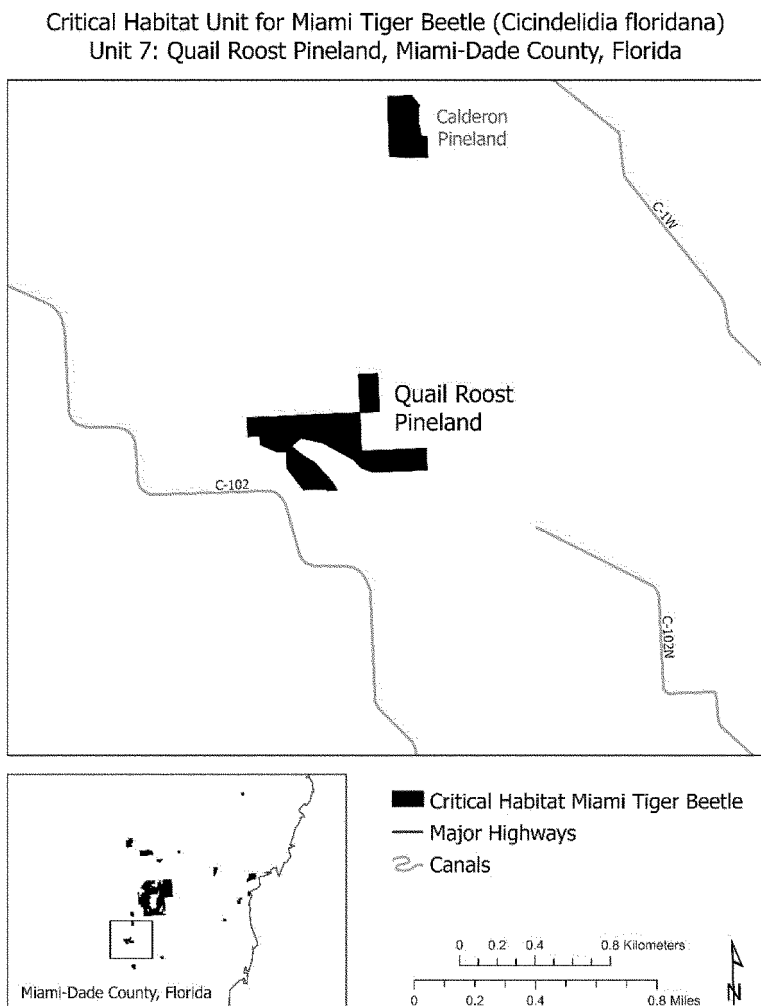 Critical Habitat Unit for Miami Tiger Beetle (Cicindelidia floridana)
Unit 7: Quail Roost Pineland, Miami-Dade County, Florida
Calderon
Pineland
C-1W
Quail Roost
Pineland
C-102
C-102N
Critical Habitat Miami Tiger Beetle
Major Highways
Canals
0 0.2 0.4 0.8 Kilometers
Miami-Dade County, Florida
0 0.2 0.4 0.8 Miles
N